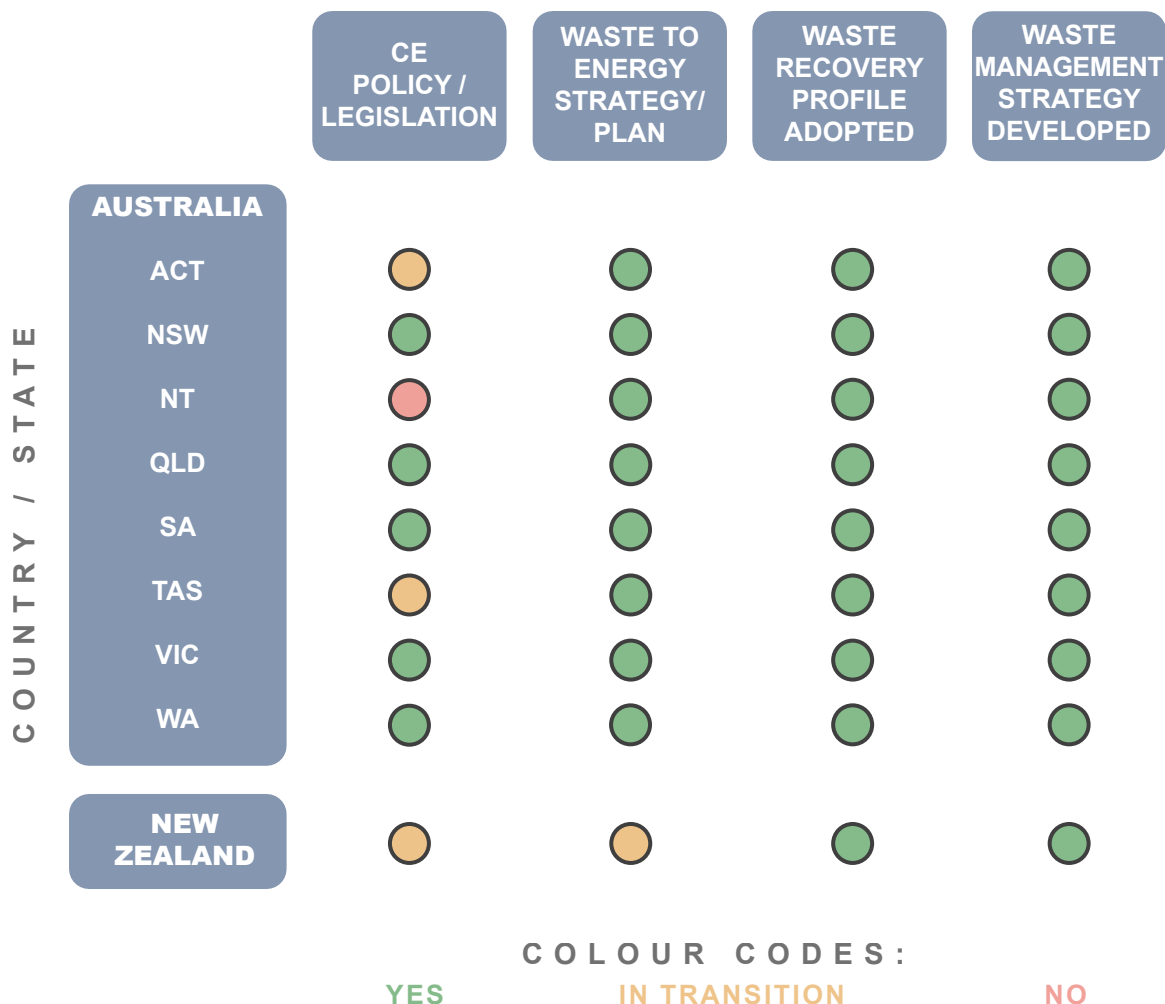 CE
POLICY /
LEGISLATION
WASTE TO
ENERGY
STRATEGY/
PLAN
WASTE
RECOVERY
PROFILE
ADOPTED
WASTE
MANAGEMENT
STRATEGY
DEVELOPED
COUNTRY / STATE
AUSTRALIA
ACT
NSW
NT
QLD
SA
TAS
VIC
WA
NEW
ZEALAND
COLOUR CODES:
YES IN TRANSITION NO